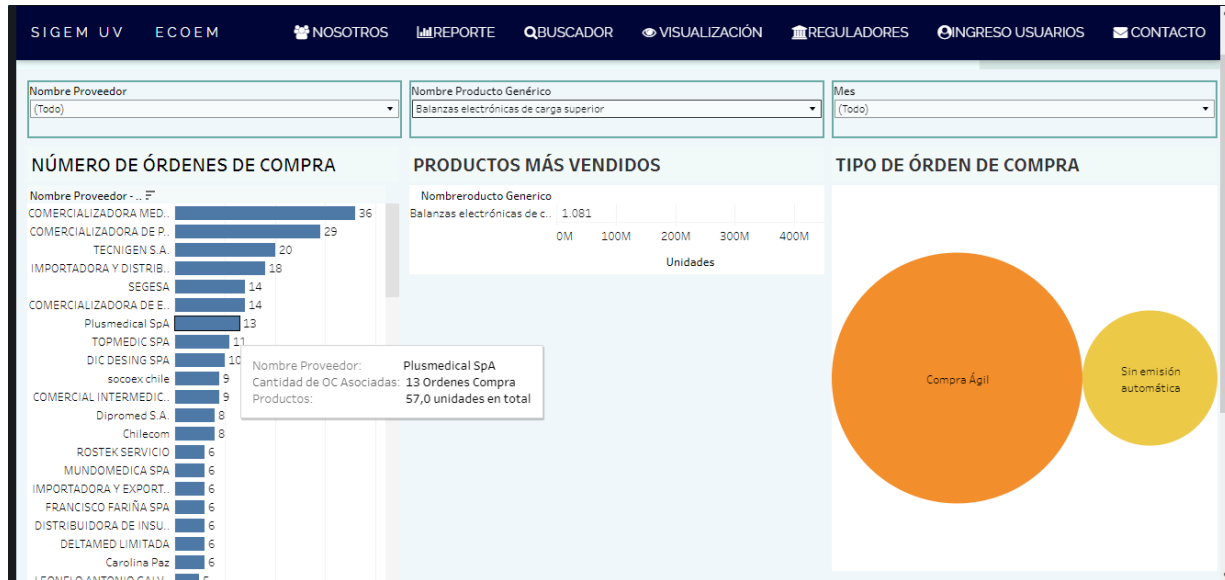 SIGEM UV ECOEM NOSOTROS REPORTE BUSCADOR VISUALIZACIÓN REGULADORES INGRESO USUARIOS CONTACTO
Nombre Proveedor
(Todo)
Nombre Producto Genérico
Balanzas electrónicas de carga superior
Mes
(Todo)
NÚMERO DE ÓRDENES DE COMPRA
Nombre Proveedor - ..
COMERCIALIZADORA MED.. 36
COMERCIALIZADORA DE P.. 29
TECNIGEN S.A. 20
IMPORTADORA Y DISTRIB.. 18
SEGESA 14
COMERCIALIZADORA DE E.. 14
Plusmedical SpA 13
TOPMEDIC SPA 11
DIC DESING SPA 10
socoex chile 9
COMERCIAL INTERMEDIC.. 9
Dipromed S.A. 8
Chilecom 8
ROSTEK SERVICIO 6
MUNDOMEDICA SPA 6
IMPORTADORA Y EXPORT.. 6
FRANCISCO FARIÑA SPA 6
DISTRIBUIDORA DE INSU.. 6
DELTAMED LIMITADA 6
Carolina Paz 6
Nombre Proveedor: Plusmedical SpA
Cantidad de OC Asociadas: 13 Ordenes Compra
Productos: 57,0 unidades en total
PRODUCTOS MÁS VENDIDOS
Nombreroducto Generico
Balanzas electrónicas de c.. 1.081
0M 100M 200M 300M 400M
Unidades
TIPO DE ÓRDEN DE COMPRA
Compra Ágil
Sin emisión
automática